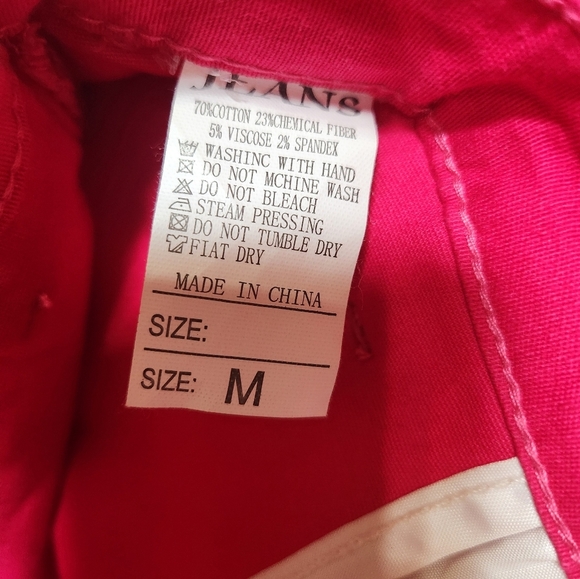 JEANS
70%COTTON 23%CHEMICAL FIBER
5% VISCOSE 2% SPANDEX
WASHINC WITH HAND
DO NOT MCHINE WASH
DO NOT BLEACH
STEAM PRESSING
DO NOT TUMBLE DRY
FIAT DRY
MADE IN CHINA
SIZE:
SIZE: M